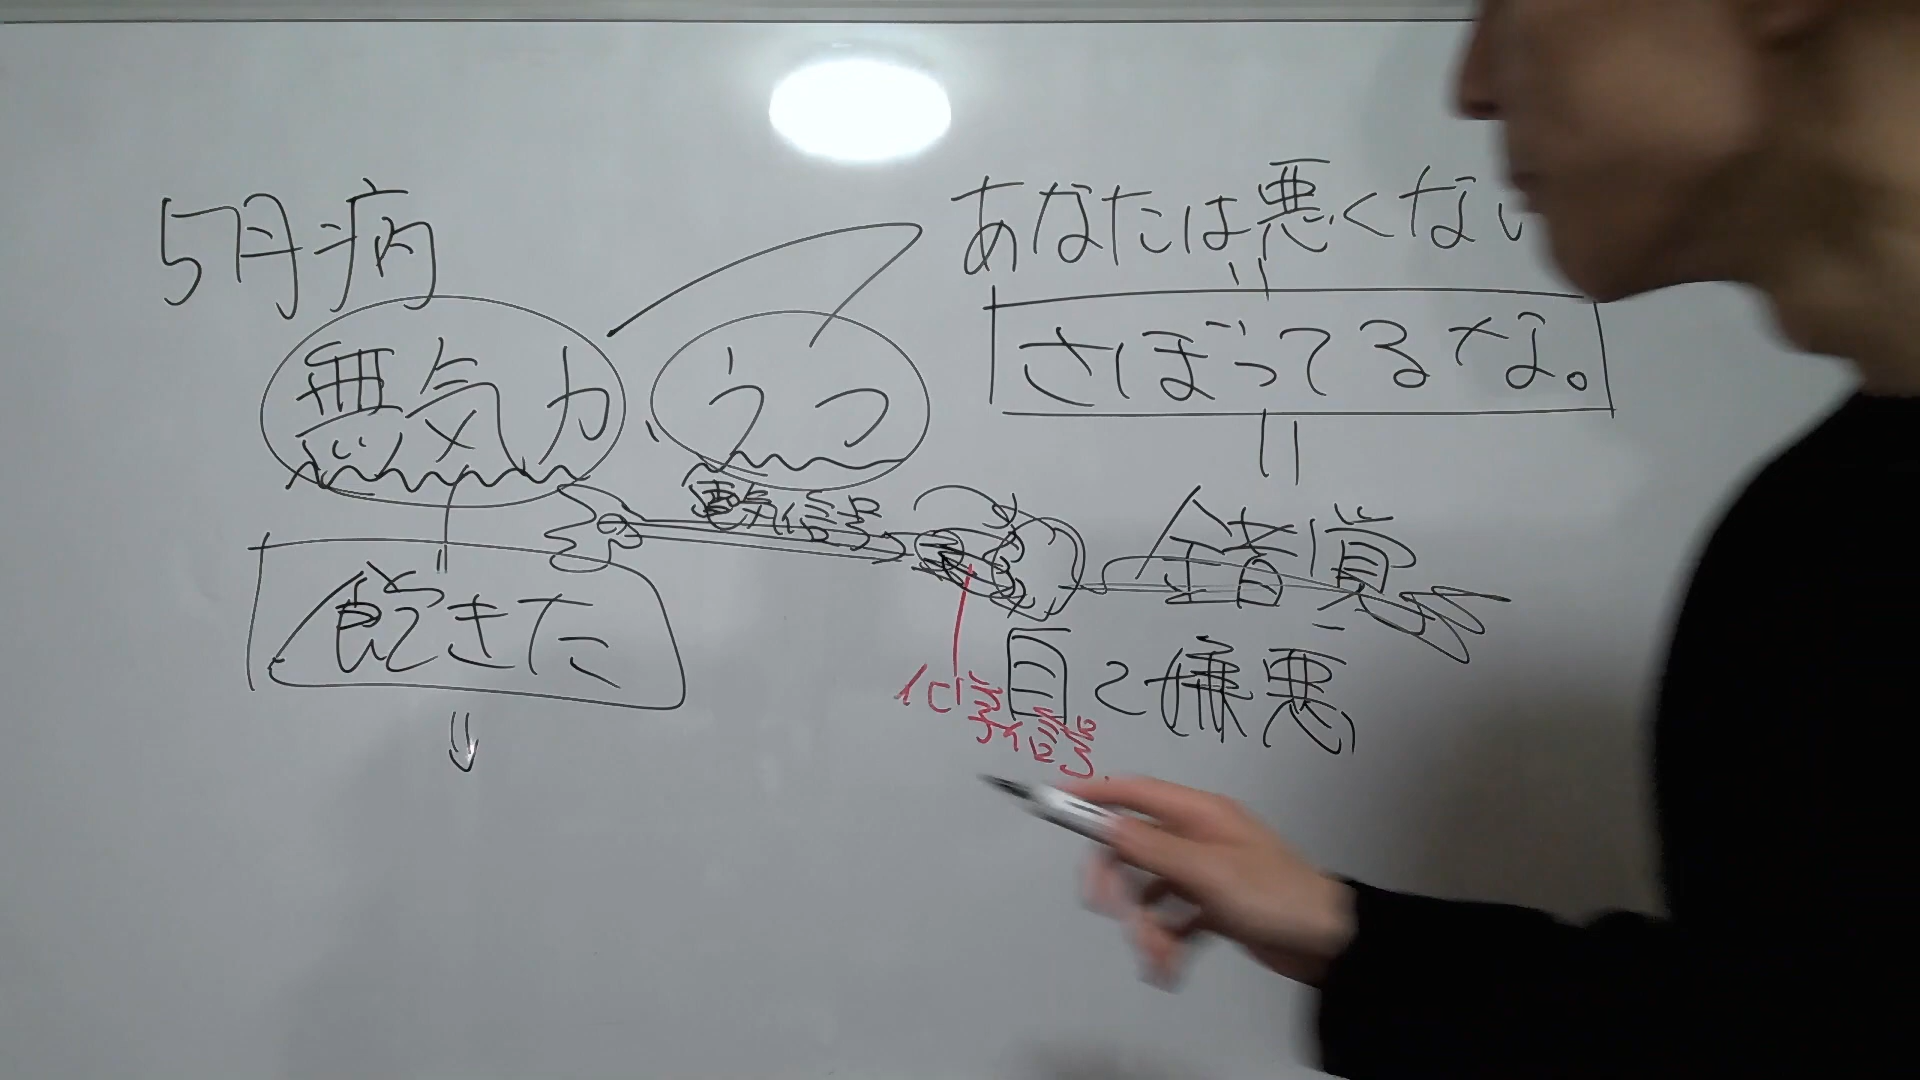 5月病
無気力
うつ
飽きた
あなたは悪くない
さぼってるな。
電気信号
錯覚
自己嫌悪
化学信号